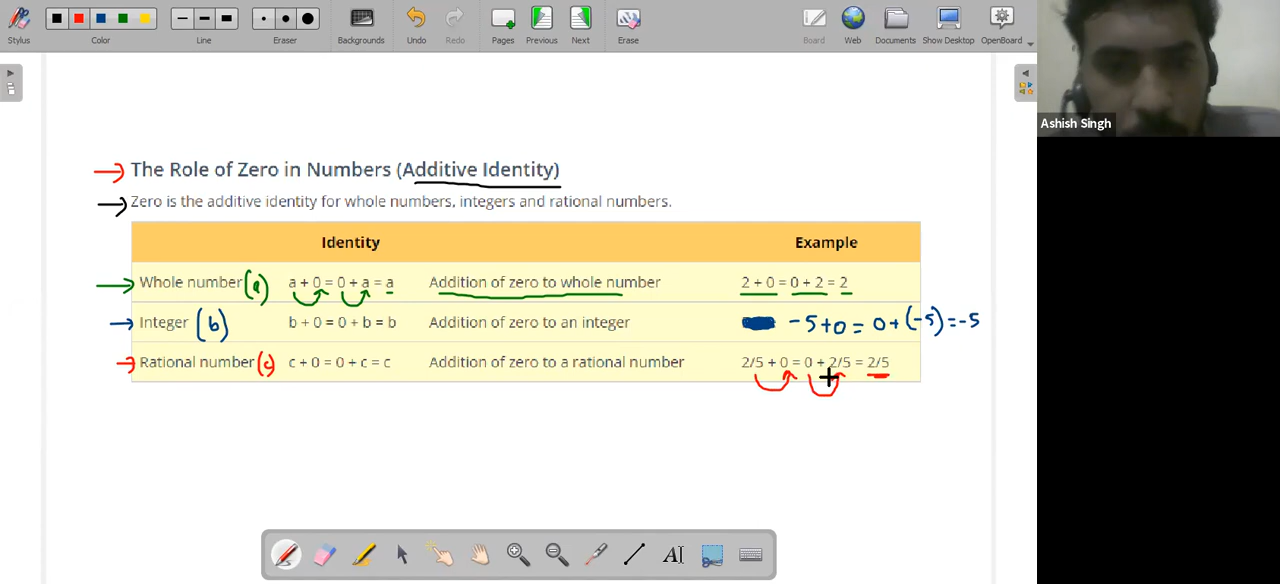 Stylus Color Line Eraser Backgrounds Undo Redo Pages Previous Next Erase Board Web Documents Show Desktop OpenBoard
Ashish Singh
The Role of Zero in Numbers (Additive Identity)
Zero is the additive identity for whole numbers, integers and rational numbers.
Identity Example
Whole number (a) a + 0 = 0 + a = a Addition of zero to whole number 2 + 0 = 0 + 2 = 2
Integer (b) b + 0 = 0 + b = b Addition of zero to an integer -5+0 = 0+(-5)=-5
Rational number (c) c + 0 = 0 + c = c Addition of zero to a rational number 2/5 + 0 = 0 + 2/5 = 2/5
AI